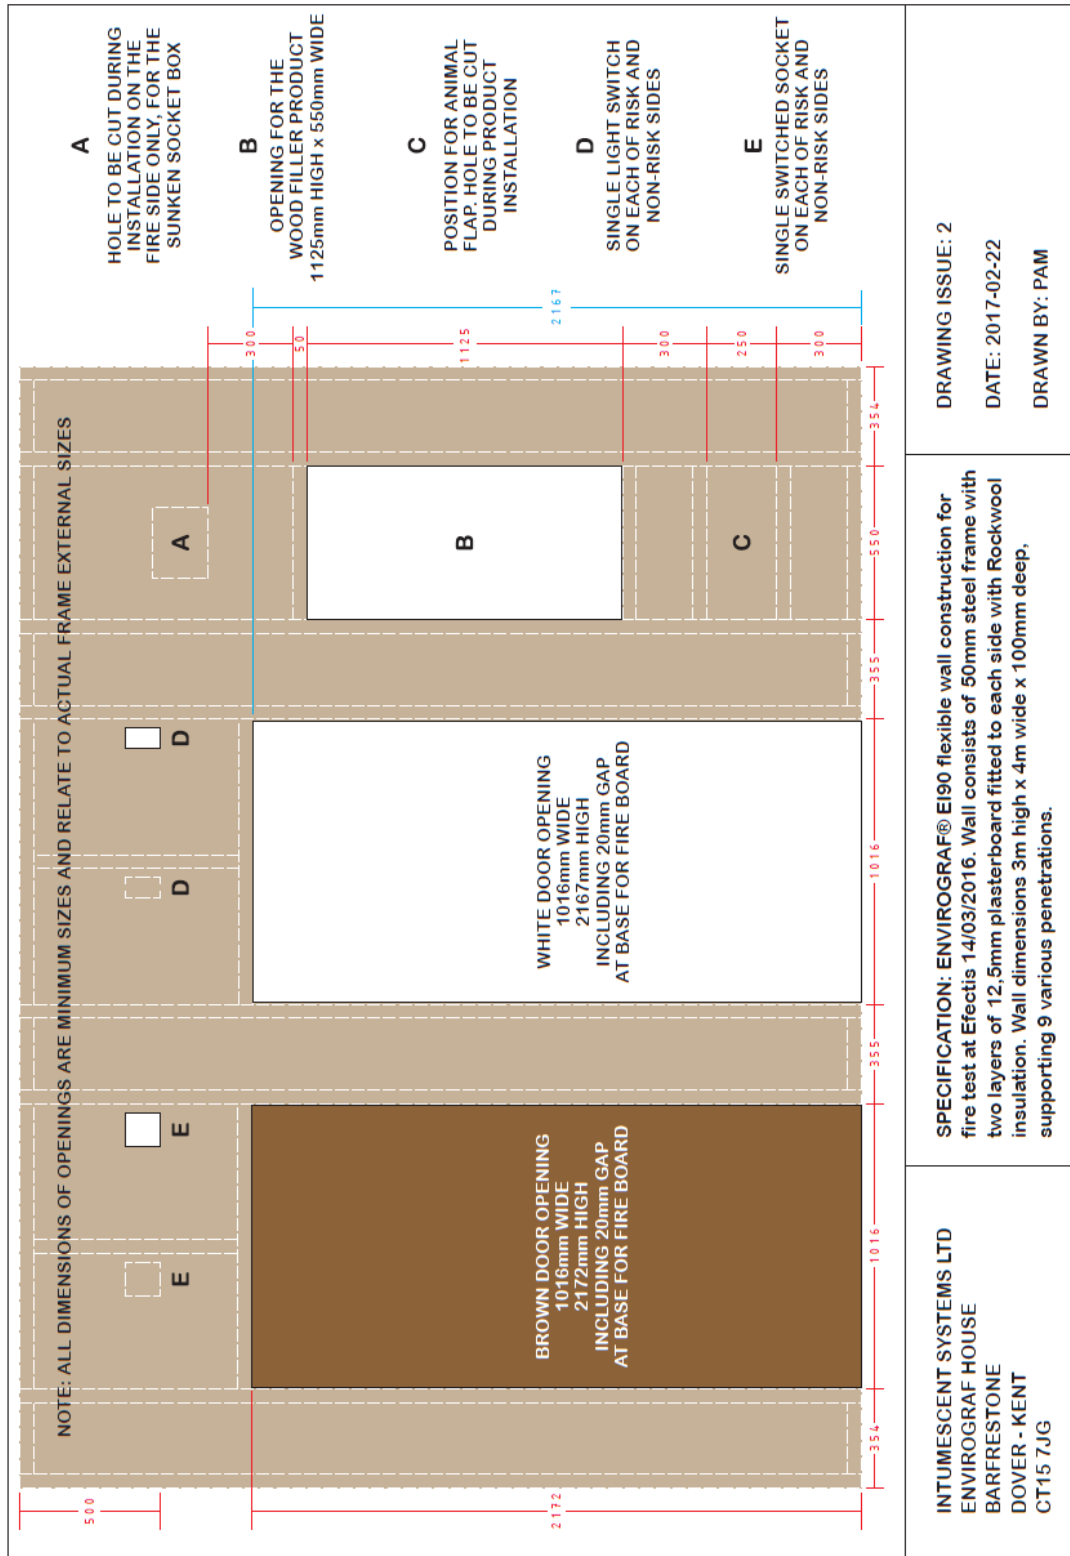 NOTE: ALL DIMENSIONS OF OPENINGS ARE MINIMUM SIZES AND RELATE TO ACTUAL FRAME EXTERNAL SIZES
500
2172
E
E
D
D
A
BROWN DOOR OPENING
1016mm WIDE
2172mm HIGH
INCLUDING 20mm GAP
AT BASE FOR FIRE BOARD
WHITE DOOR OPENING
1016mm WIDE
2167mm HIGH
INCLUDING 20mm GAP
AT BASE FOR FIRE BOARD
B
C
300
50
1125
300
250
300
2167
354
1016
355
1016
355
550
354
A
HOLE TO BE CUT DURING
INSTALLATION ON THE
FIRE SIDE ONLY, FOR THE
SUNKEN SOCKET BOX
B
OPENING FOR THE
WOOD FILLER PRODUCT
1125mm HIGH x 550mm WIDE
C
POSITION FOR ANIMAL
FLAP. HOLE TO BE CUT
DURING PRODUCT
INSTALLATION
D
SINGLE LIGHT SWITCH
ON EACH OF RISK AND
NON-RISK SIDES
E
SINGLE SWITCHED SOCKET
ON EACH OF RISK AND
NON-RISK SIDES
INTUMESCENT SYSTEMS LTD
ENVIROGRAF HOUSE
BARFRESTONE
DOVER - KENT
CT15 7JG
SPECIFICATION: ENVIROGRAF® EI90 flexible wall construction for
fire test at Efectis 14/03/2016. Wall consists of 50mm steel frame with
two layers of 12,5mm plasterboard fitted to each side with Rockwool
insulation. Wall dimensions 3m high x 4m wide x 100mm deep,
supporting 9 various penetrations.
DRAWING ISSUE: 2
DATE: 2017-02-22
DRAWN BY: PAM